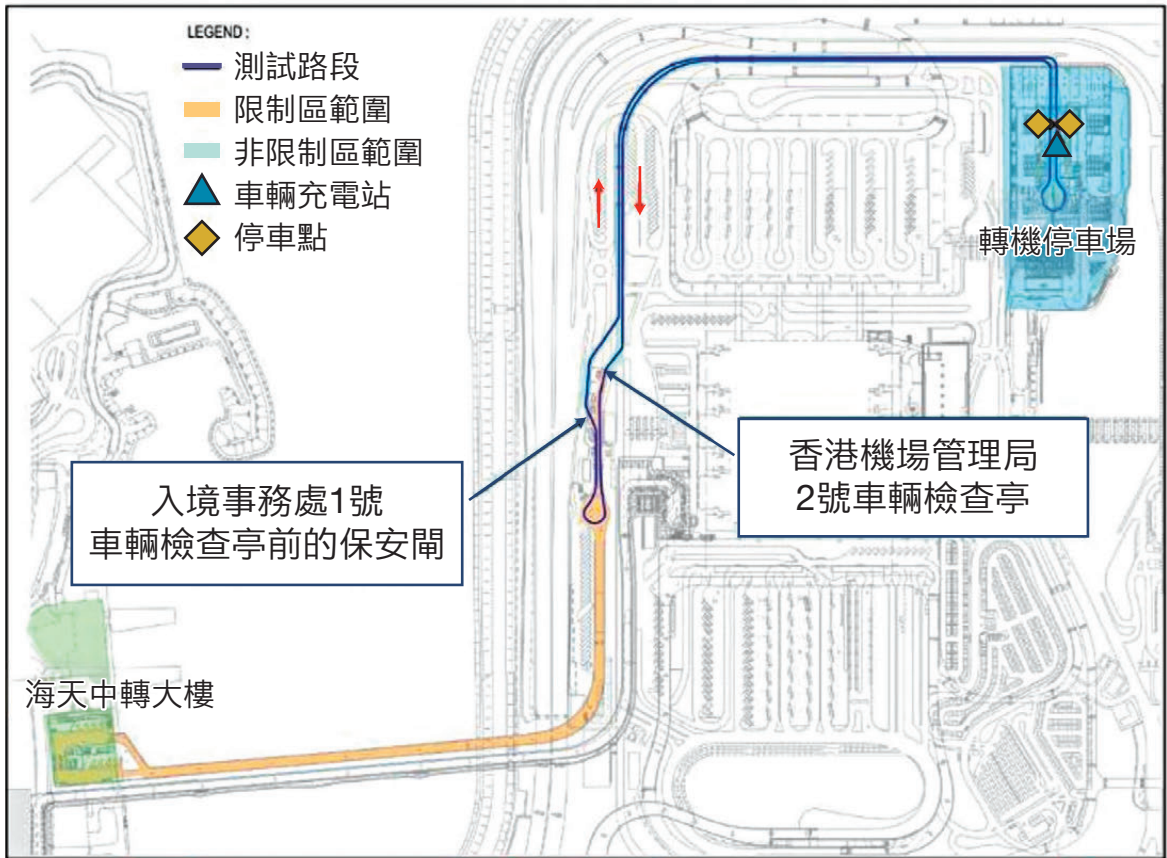 LEGEND:
測試路段
限制區範圍
非限制區範圍
車輛充電站
停車點
轉機停車場
香港機場管理局
2號車輛檢查亭
入境事務處1號
車輛檢查亭前的保安閘
海天中轉大樓